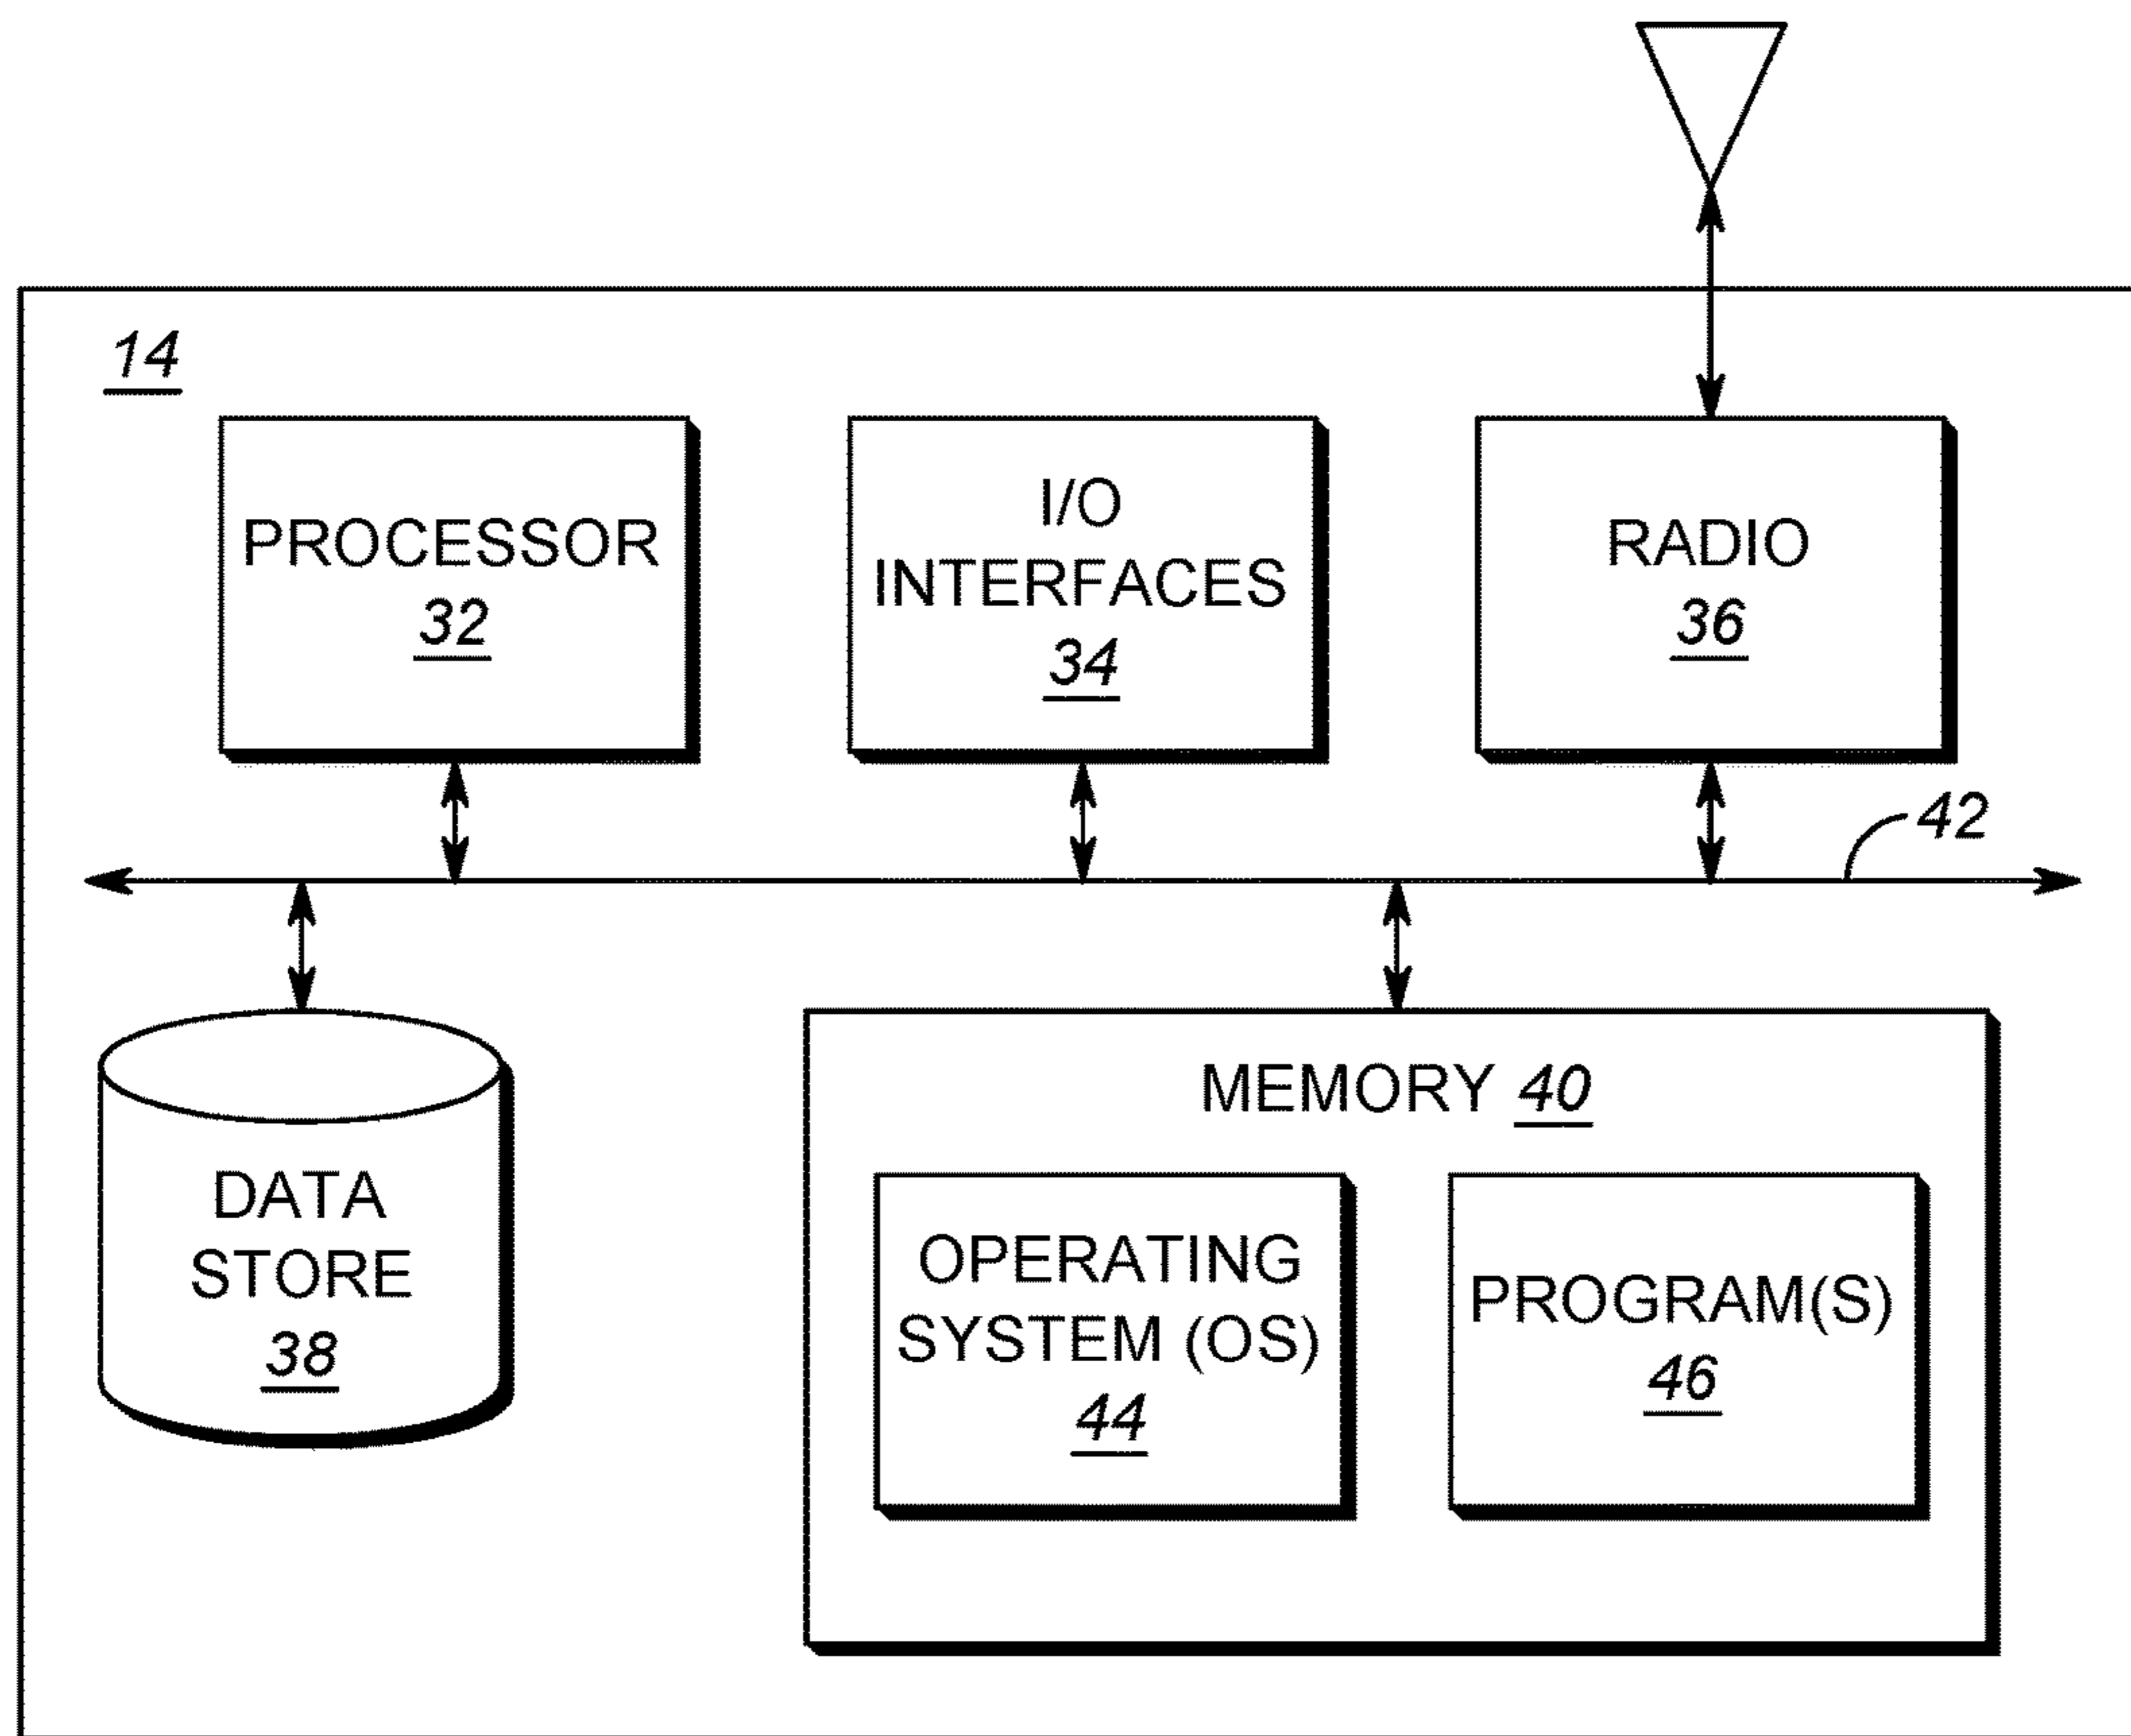 14
PROCESSOR
32
I/O
INTERFACES
34
RADIO
36
42
DATA
STORE
38
MEMORY 40
OPERATING
SYSTEM (OS)
44
PROGRAM(S)
46